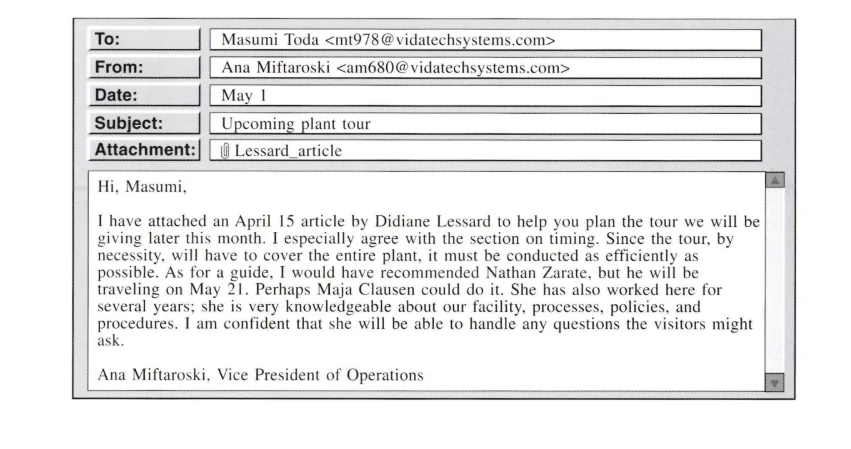 To: Masumi Toda <mt978@vidatechsystems.com>
From: Ana Miftaroski <am680@vidatechsystems.com>
Date: May 1
Subject: Upcoming plant tour
Attachment: Lessard_article
Hi, Masumi,
I have attached an April 15 article by Didiane Lessard to help you plan the tour we will be
giving later this month. I especially agree with the section on timing. Since the tour, by
necessity, will have to cover the entire plant, it must be conducted as efficiently as
possible. As for a guide, I would have recommended Nathan Zarate, but he will be
traveling on May 21. Perhaps Maja Clausen could do it. She has also worked here for
several years; she is very knowledgeable about our facility, processes, policies, and
procedures. I am confident that she will be able to handle any questions the visitors might
ask.
Ana Miftaroski, Vice President of Operations